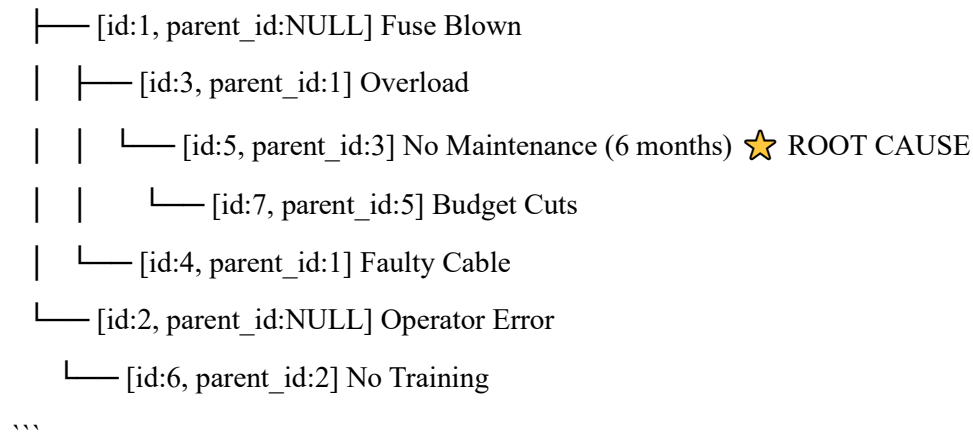 ├── [id:1, parent_id:NULL] Fuse Blown
│   ├── [id:3, parent_id:1] Overload
│   │   └── [id:5, parent_id:3] No Maintenance (6 months) ⭐ ROOT CAUSE
│   │       └── [id:7, parent_id:5] Budget Cuts
│   └── [id:4, parent_id:1] Faulty Cable
└── [id:2, parent_id:NULL] Operator Error
    └── [id:6, parent_id:2] No Training
```